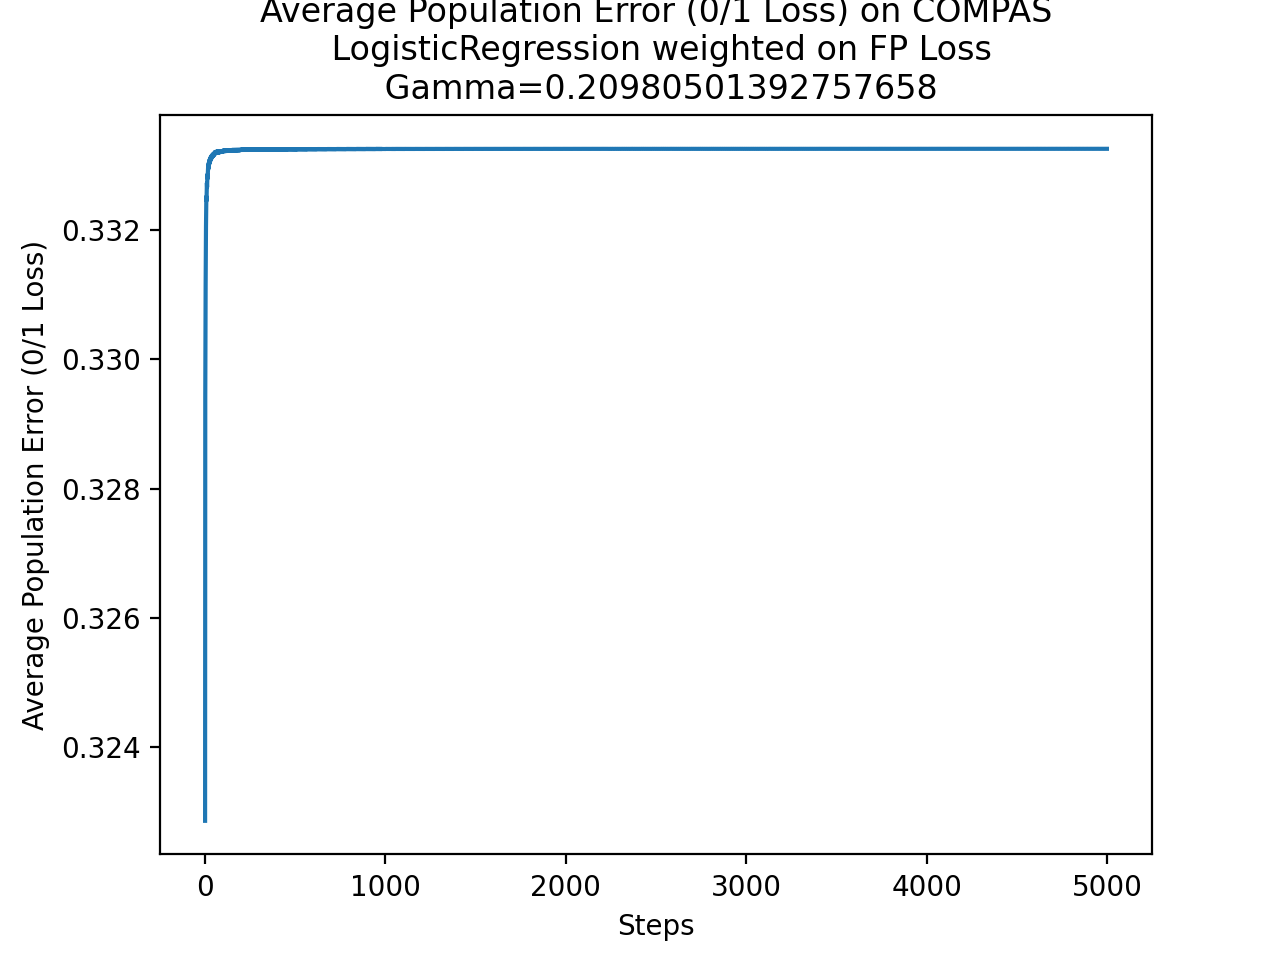 Average Population Error (0/1 Loss) on COMPAS
LogisticRegression weighted on FP Loss
Gamma=0.20980501392757658
Average Population Error (0/1 Loss)
0.332
0.330
0.328
0.326
0.324
0 1000 2000 3000 4000 5000
Steps